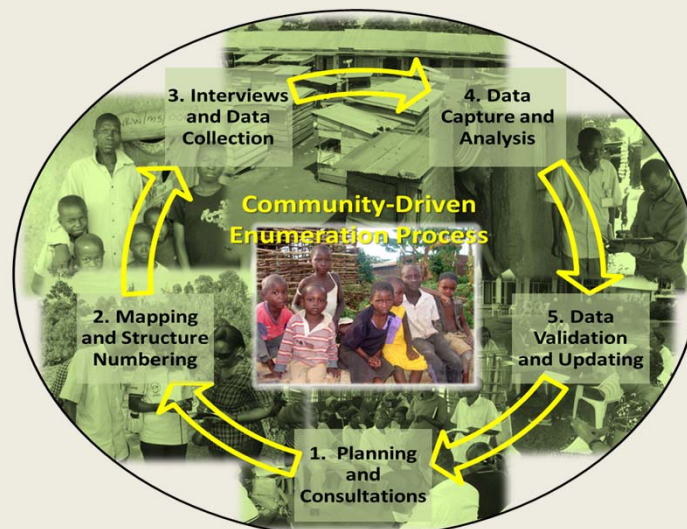 3. Interviews
and Data
Collection
4. Data
Capture and
Analysis
Community-Driven
Enumeration Process
2. Mapping
and Structure
Numbering
5. Data
Validation
and Updating
1. Planning
and
Consultations